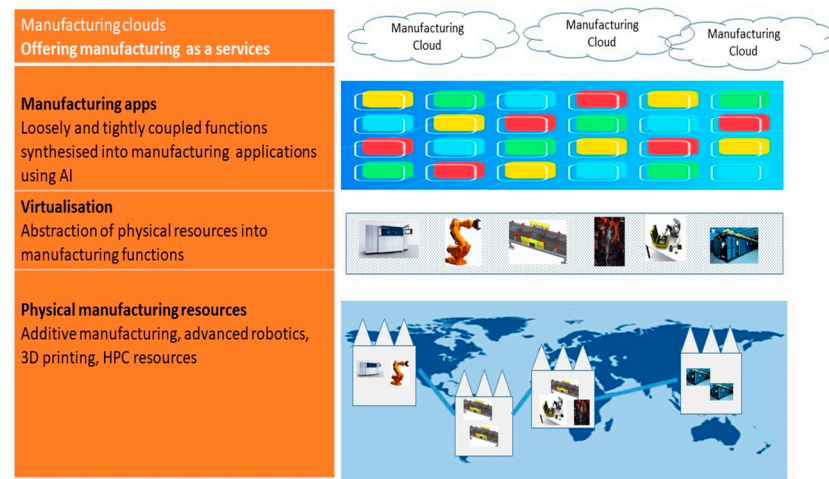 Manufacturing clouds
Offering manufacturing as a services
Manufacturing
Cloud
Manufacturing
Cloud
Manufacturing
Cloud
Manufacturing apps
Loosely and tightly coupled functions
synthesised into manufacturing applications
using AI
Virtualisation
Abstraction of physical resources into
manufacturing functions
Physical manufacturing resources
Additive manufacturing, advanced robotics,
3D printing, HPC resources